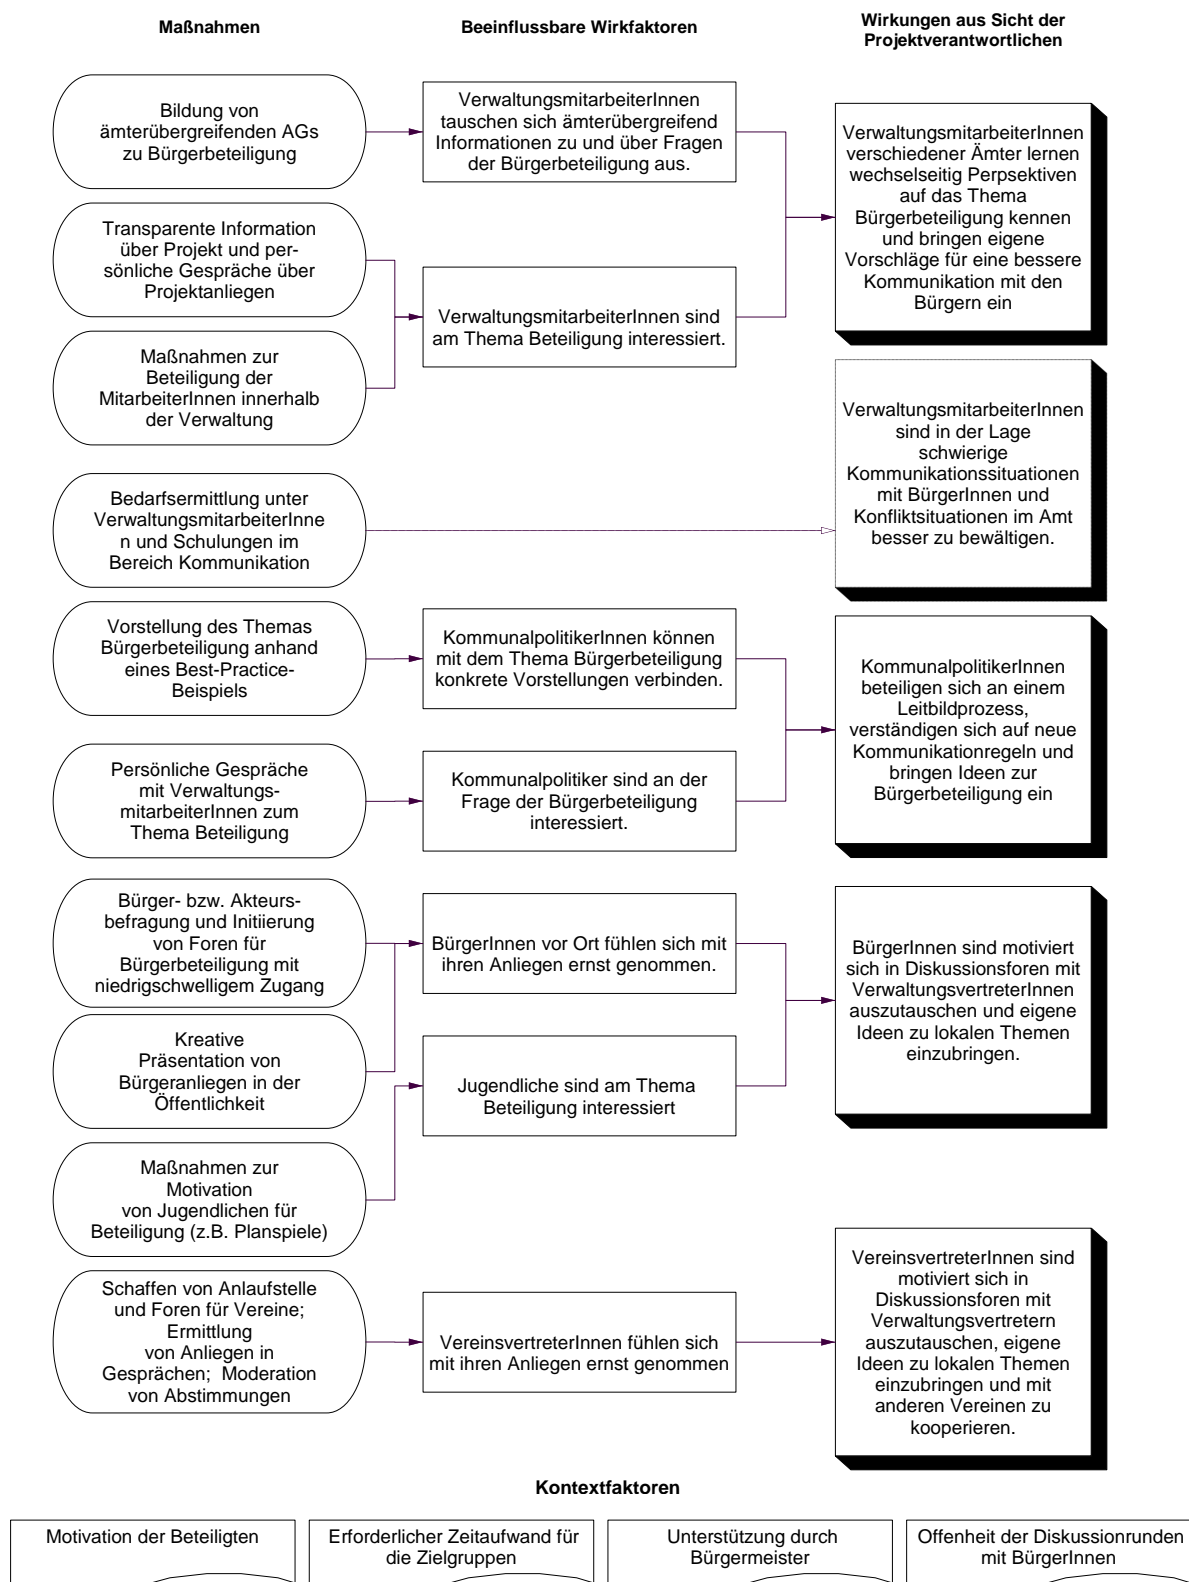 Maßnahmen
Beeinflussbare Wirkfaktoren
Wirkungen aus Sicht der
Projektverantwortlichen
Bildung von
ämterübergreifenden AGs
zu Bürgerbeteiligung
VerwaltungsmitarbeiterInnen
tauschen sich ämterübergreifend
Informationen zu und über Fragen
der Bürgerbeteiligung aus.
VerwaltungsmitarbeiterInnen
verschiedener Ämter lernen
wechselseitig Perpsektiven
auf das Thema
Bürgerbeteiligung kennen
und bringen eigene
Vorschläge für eine bessere
Kommunikation mit den
Bürgern ein
Transparente Information
über Projekt und per-
sönliche Gespräche über
Projektanliegen
VerwaltungsmitarbeiterInnen sind
am Thema Beteiligung interessiert.
Maßnahmen zur
Beteiligung der
MitarbeiterInnen innerhalb
der Verwaltung
Bedarfsermittlung unter
VerwaltungsmitarbeiterInne
n und Schulungen im
Bereich Kommunikation
VerwaltungsmitarbeiterInnen
sind in der Lage
schwierige
Kommunikationssituationen
mit BürgerInnen und
Konfliktsituationen im Amt
besser zu bewältigen.
Vorstellung des Themas
Bürgerbeteiligung anhand
eines Best-Practice-
Beispiels
KommunalpolitikerInnen können
mit dem Thema Bürgerbeteiligung
konkrete Vorstellungen verbinden.
KommunalpolitikerInnen
beteiligen sich an einem
Leitbildprozess,
verständigen sich auf neue
Kommunikationregeln und
bringen Ideen zur
Bürgerbeteiligung ein
Persönliche Gespräche
mit Verwaltungs-
mitarbeiterInnen zum
Thema Beteiligung
Kommunalpolitiker sind an der
Frage der Bürgerbeteiligung
interessiert.
Bürger- bzw. Akteurs-
befragung und Initiierung
von Foren für
Bürgerbeteiligung mit
niedrigschwelligem Zugang
BürgerInnen vor Ort fühlen sich mit
ihren Anliegen ernst genommen.
BürgerInnen sind motiviert
sich in Diskussionsforen mit
VerwaltungsvertreterInnen
auszutauschen und eigene
Ideen zu lokalen Themen
einzubringen.
Kreative
Präsentation von
Bürgeranliegen in der
Öffentlichkeit
Jugendliche sind am Thema
Beteiligung interessiert
Maßnahmen zur
Motivation
von Jugendlichen für
Beteiligung (z.B. Planspiele)
Schaffen von Anlaufstelle
und Foren für Vereine;
Ermittlung
von Anliegen in
Gesprächen;  Moderation
von Abstimmungen
VereinsvertreterInnen fühlen sich
mit ihren Anliegen ernst genommen
VereinsvertreterInnen sind
motiviert sich in
Diskussionsforen mit
Verwaltungsvertretern
auszutauschen, eigene
Ideen zu lokalen Themen
einzubringen und mit
anderen Vereinen zu
kooperieren.
Kontextfaktoren
Motivation der Beteiligten
Erforderlicher Zeitaufwand für
die Zielgruppen
Unterstützung durch
Bürgermeister
Offenheit der Diskussionrunden
mit BürgerInnen